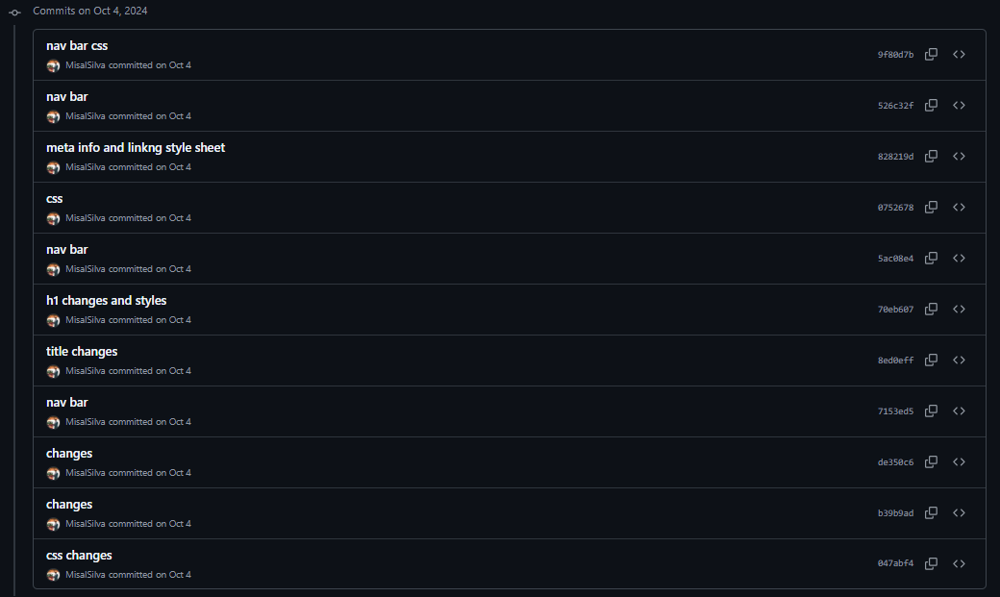 Commits on Oct 4, 2024
nav bar css
MisalSilva committed on Oct 4
9f80d7b
nav bar
MisalSilva committed on Oct 4
526c32f
meta info and linkng style sheet
MisalSilva committed on Oct 4
828219d
css
MisalSilva committed on Oct 4
0752678
nav bar
MisalSilva committed on Oct 4
5ac08e4
h1 changes and styles
MisalSilva committed on Oct 4
70eb607
title changes
MisalSilva committed on Oct 4
8ed0eff
nav bar
MisalSilva committed on Oct 4
7153ed5
changes
MisalSilva committed on Oct 4
de350c6
changes
MisalSilva committed on Oct 4
b39b9ad
css changes
MisalSilva committed on Oct 4
047abf4